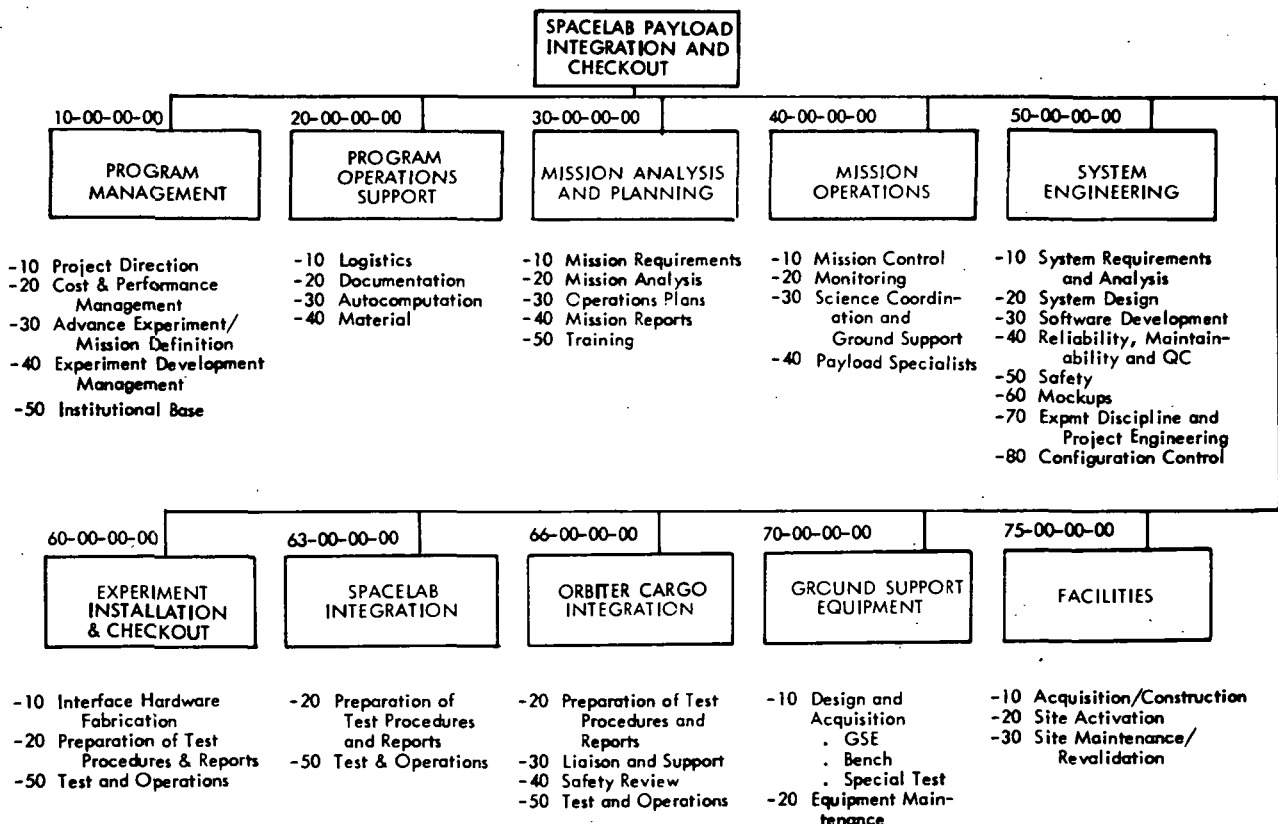 SPACELAB PAYLOAD
INTEGRATION AND
CHECKOUT
10-00-00-00
PROGRAM
MANAGEMENT
-10 Project Direction
-20 Cost & Performance
Management
-30 Advance Experiment/
Mission Definition
-40 Experiment Development
Management
-50 Institutional Base
20-00-00-00
PROGRAM
OPERATIONS
SUPPORT
-10 Logistics
-20 Documentation
-30 Autocomputation
-40 Material
30-00-00-00
MISSION ANALYSIS
AND PLANNING
-10 Mission Requirements
-20 Mission Analysis
-30 Operations Plans
-40 Mission Reports
-50 Training
40-00-00-00
MISSION
OPERATIONS
-10 Mission Control
-20 Monitoring
-30 Science Coordin-
ation and
Ground Support
-40 Payload Specialists
50-00-00-00
SYSTEM
ENGINEERING
-10 System Requirements
and Analysis
-20 System Design
-30 Software Development
-40 Reliability, Maintain-
ability and QC
-50 Safety
-60 Mockups
-70 Expmt Discipline and
Project Engineering
-80 Configuration Control
60-00-00-00
EXPERIMENT
INSTALLATION
& CHECKOUT
-10 Interface Hardware
Fabrication
-20 Preparation of Test
Procedures & Reports
-50 Test and Operations
63-00-00-00
SPACELAB
INTEGRATION
-20 Preparation of
Test Procedures
and Reports
-50 Test & Operations
66-00-00-00
ORBITER CARGO
INTEGRATION
-20 Preparation of Test
Procedures and
Reports
-30 Liaison and Support
-40 Safety Review
-50 Test and Operations
70-00-00-00
GROUND SUPPORT
EQUIPMENT
-10 Design and
Acquisition
. GSE
. Bench
. Special Test
-20 Equipment Main-
tenance
75-00-00-00
FACILITIES
-10 Acquisition/Construction
-20 Site Activation
-30 Site Maintenance/
Revalidation